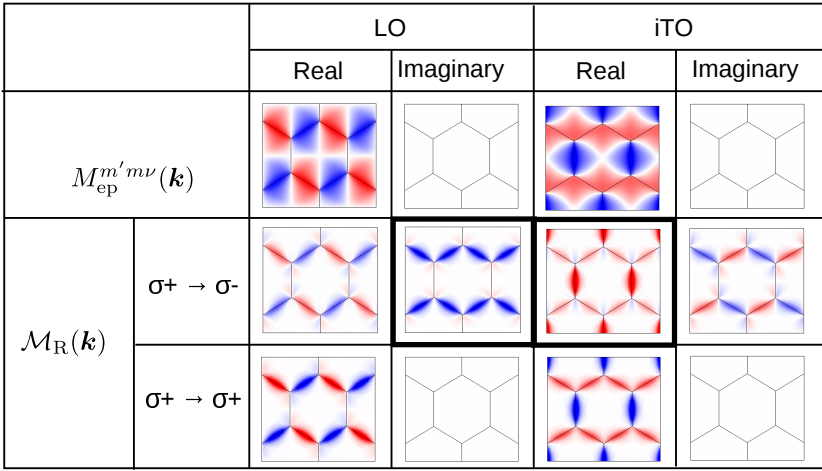 LO iTO
Real Imaginary Real Imaginary
M_ep^{m′mν}(k)
σ+ → σ-
M_R(k)
σ+ → σ+